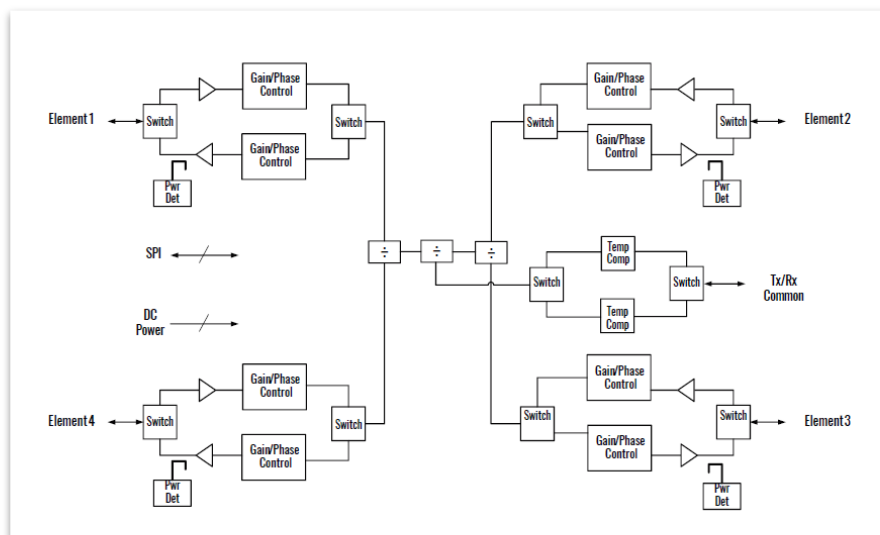 Gain/Phase
Control
Gain/Phase
Control
Element 1
Switch
Switch
Switch
Switch
Element 2
Gain/Phase
Control
Gain/Phase
Control
Pwr
Det
Pwr
Det
SPI
÷
÷
÷
Temp
Comp
Switch
Switch
Tx/Rx
Common
DC
Power
Temp
Comp
Gain/Phase
Control
Gain/Phase
Control
Element 4
Switch
Switch
Switch
Switch
Element 3
Gain/Phase
Control
Gain/Phase
Control
Pwr
Det
Pwr
Det